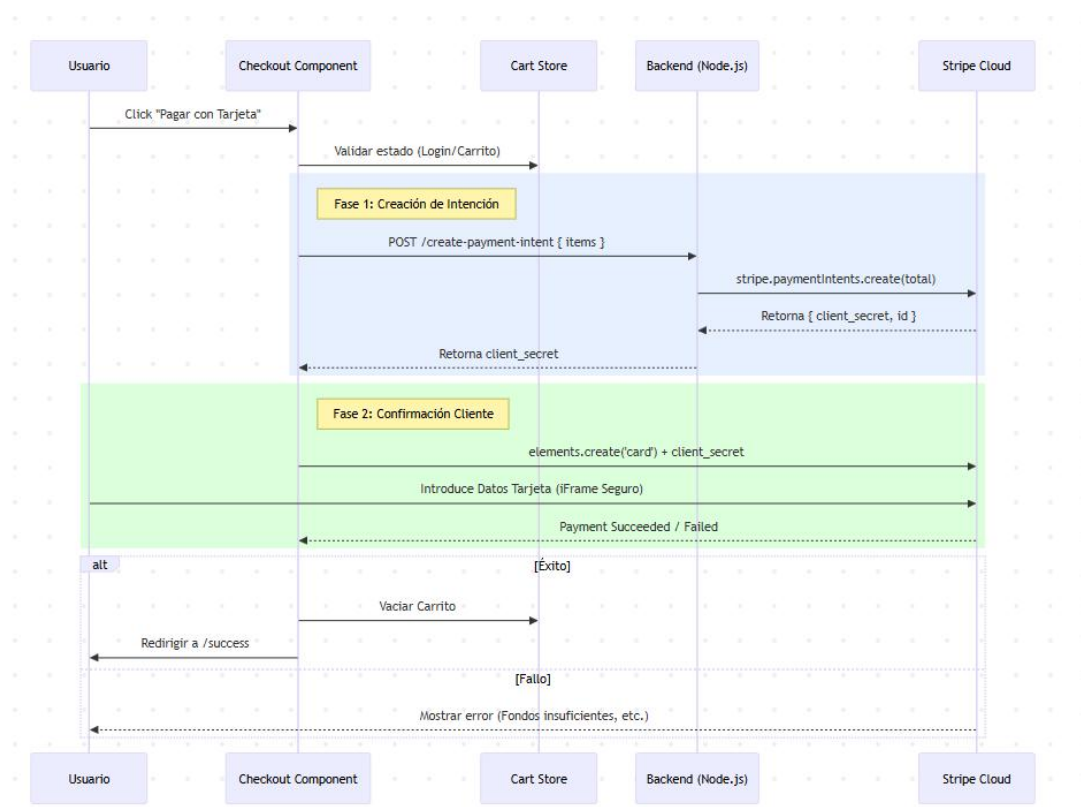 Usuario
Checkout Component
Cart Store
Backend (Node.js)
Stripe Cloud
Click "Pagar con Tarjeta"
Validar estado (Login/Carrito)
Fase 1: Creación de Intención
POST /create-payment-intent { items }
stripe.paymentIntents.create(total)
Retorna { client_secret, id }
Retorna client_secret
Fase 2: Confirmación Cliente
elements.create('card') + client_secret
Introduce Datos Tarjeta (iFrame Seguro)
Payment Succeeded / Failed
alt
[Éxito]
Vaciar Carrito
Redirigir a /success
[Fallo]
Mostrar error (Fondos insuficientes, etc.)
Usuario
Checkout Component
Cart Store
Backend (Node.js)
Stripe Cloud